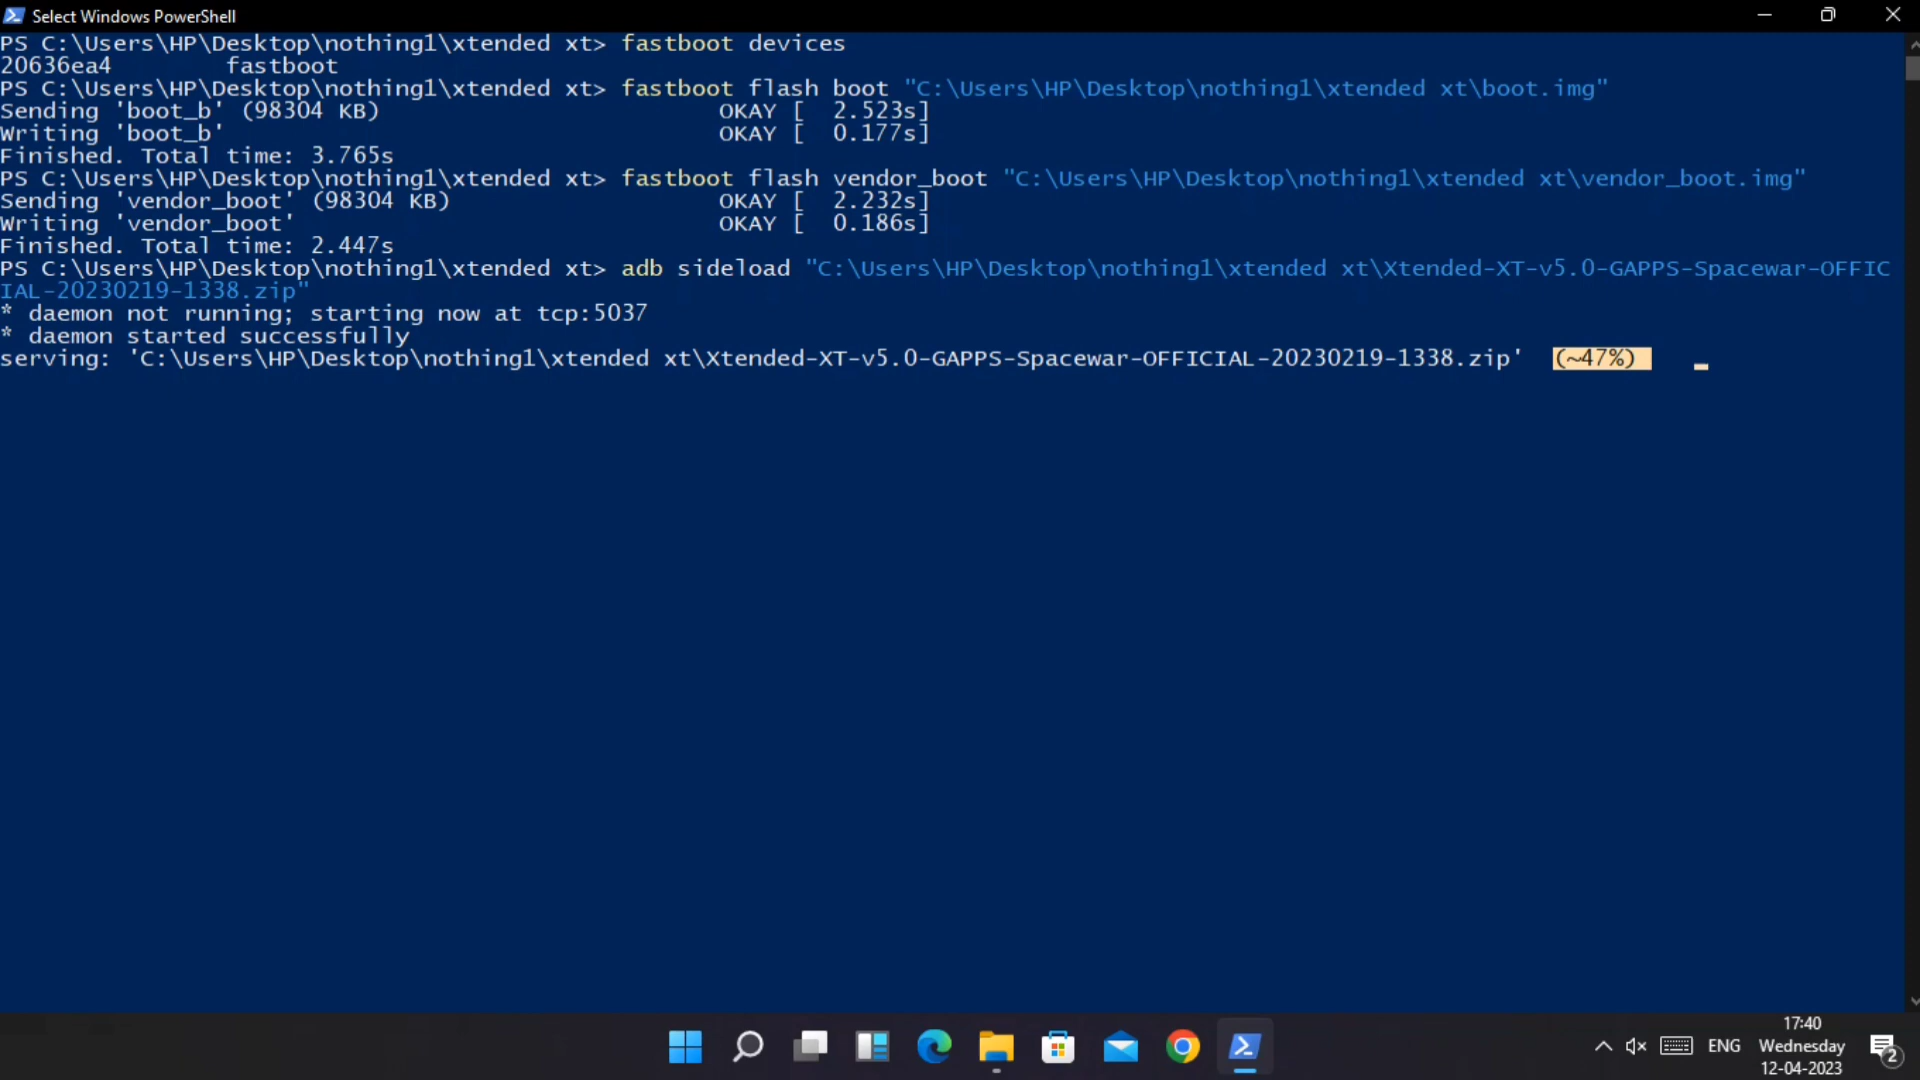 Select Windows PowerShell
PS C:\Users\HP\Desktop\nothing1\xtended xt> fastboot devices
20636ea4        fastboot
PS C:\Users\HP\Desktop\nothing1\xtended xt> fastboot flash boot "C:\Users\HP\Desktop\nothing1\xtended xt\boot.img"
Sending 'boot_b' (98304 KB)                        OKAY [  2.523s]
Writing 'boot_b'                                   OKAY [  0.177s]
Finished. Total time: 3.765s
PS C:\Users\HP\Desktop\nothing1\xtended xt> fastboot flash vendor_boot "C:\Users\HP\Desktop\nothing1\xtended xt\vendor_boot.img"
Sending 'vendor_boot' (98304 KB)                   OKAY [  2.232s]
Writing 'vendor_boot'                              OKAY [  0.186s]
Finished. Total time: 2.447s
PS C:\Users\HP\Desktop\nothing1\xtended xt> adb sideload "C:\Users\HP\Desktop\nothing1\xtended xt\Xtended-XT-v5.0-GAPPS-Spacewar-OFFIC
IAL-20230219-1338.zip"
* daemon not running; starting now at tcp:5037
* daemon started successfully
serving: 'C:\Users\HP\Desktop\nothing1\xtended xt\Xtended-XT-v5.0-GAPPS-Spacewar-OFFICIAL-20230219-1338.zip'  (~47%)    _
17:40
ENG Wednesday 2
12-04-2023